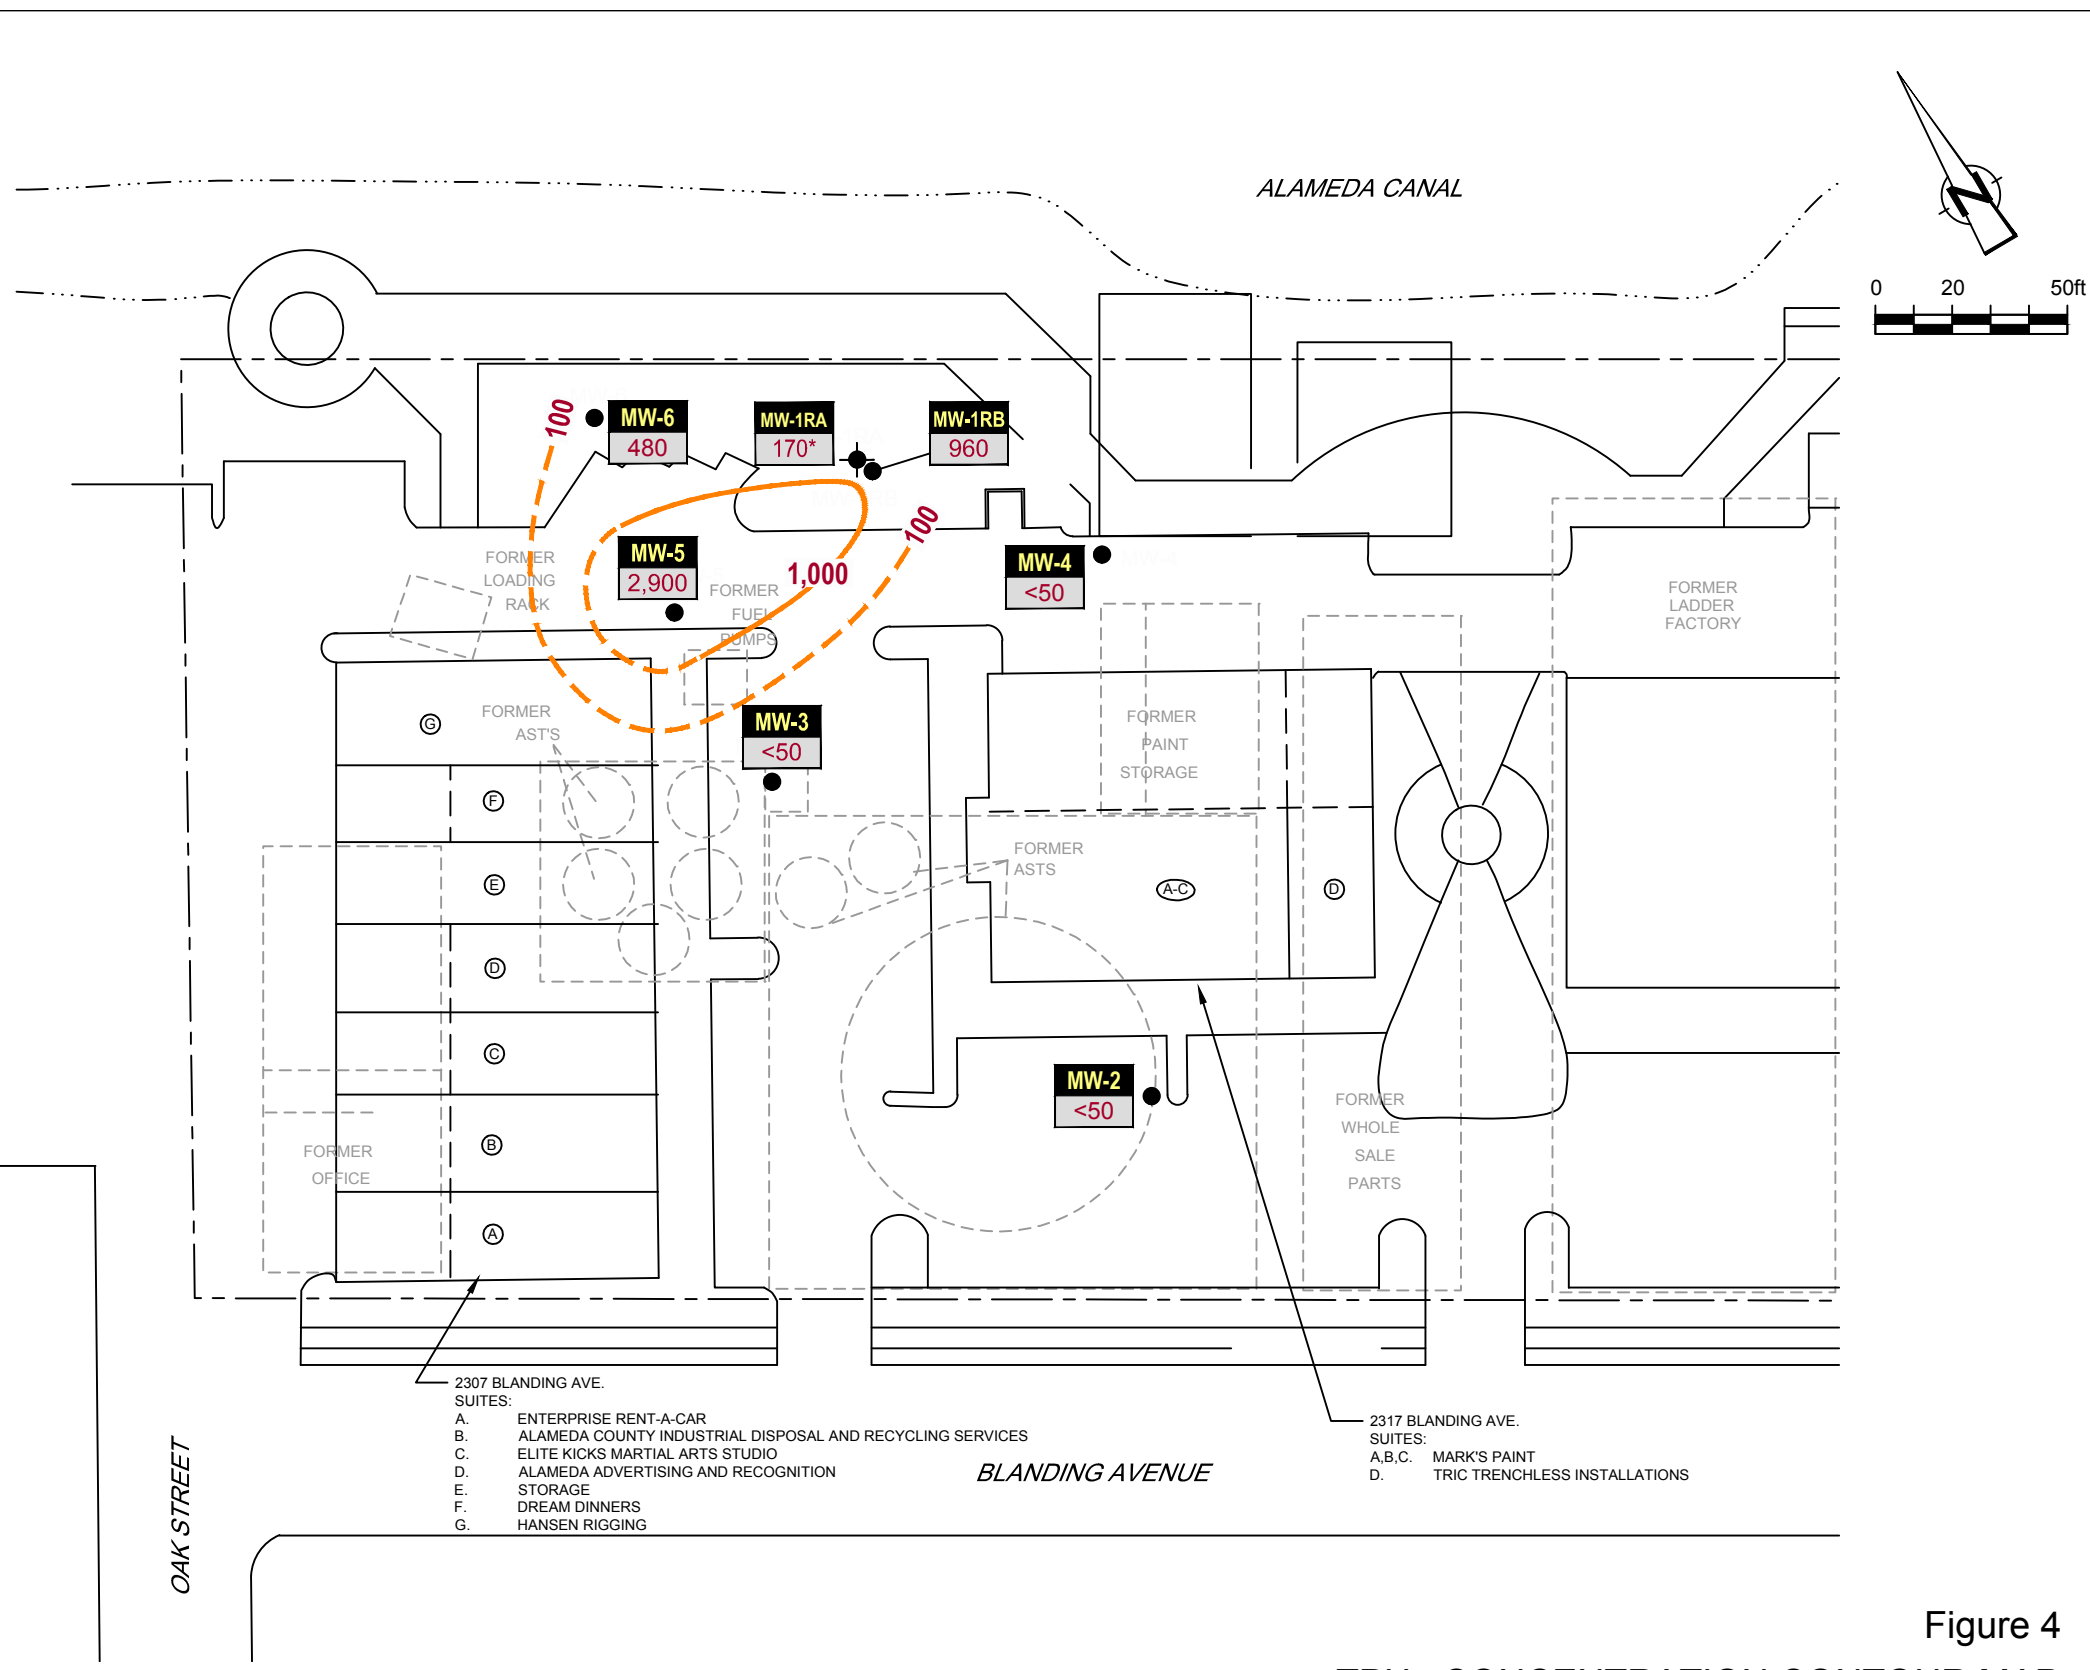 ALAMEDA CANAL
N
0 20 50ft
100
MW-6
480
MW-1RA
170*
MW-1RB
960
100
MW-5
2,900
1,000
MW-4
<50
FORMER
LOADING
RACK
FORMER
FUEL
PUMPS
FORMER
LADDER
FACTORY
MW-3
<50
G
FORMER
AST'S
FORMER
PAINT
STORAGE
F
FORMER
ASTS
E
A-C
D
D
C
MW-2
<50
B
FORMER
OFFICE
FORMER
WHOLE
SALE
PARTS
A
2307 BLANDING AVE.
SUITES:
A. ENTERPRISE RENT-A-CAR
B. ALAMEDA COUNTY INDUSTRIAL DISPOSAL AND RECYCLING SERVICES
C. ELITE KICKS MARTIAL ARTS STUDIO
D. ALAMEDA ADVERTISING AND RECOGNITION
E. STORAGE
F. DREAM DINNERS
G. HANSEN RIGGING
2317 BLANDING AVE.
SUITES:
A,B,C. MARK'S PAINT
D. TRIC TRENCHLESS INSTALLATIONS
BLANDING AVENUE
OAK STREET
Figure 4
CONCENTRATION CONTOUR MAP